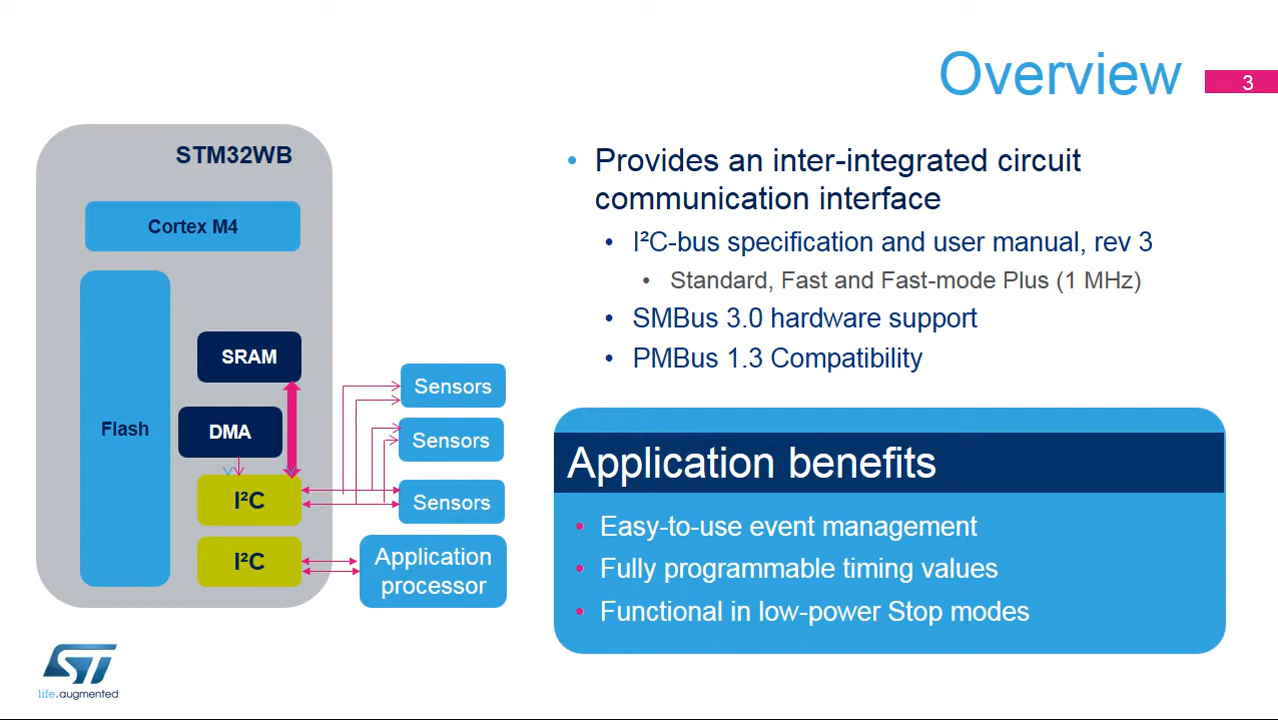 Overview
3
STM32WB
Cortex M4
Flash
SRAM
DMA
I²C
I²C
Sensors
Sensors
Sensors
Application
processor
• Provides an inter-integrated circuit
communication interface
• I²C-bus specification and user manual, rev 3
• Standard, Fast and Fast-mode Plus (1 MHz)
• SMBus 3.0 hardware support
• PMBus 1.3 Compatibility
Application benefits
• Easy-to-use event management
• Fully programmable timing values
• Functional in low-power Stop modes
ST
life.augmented